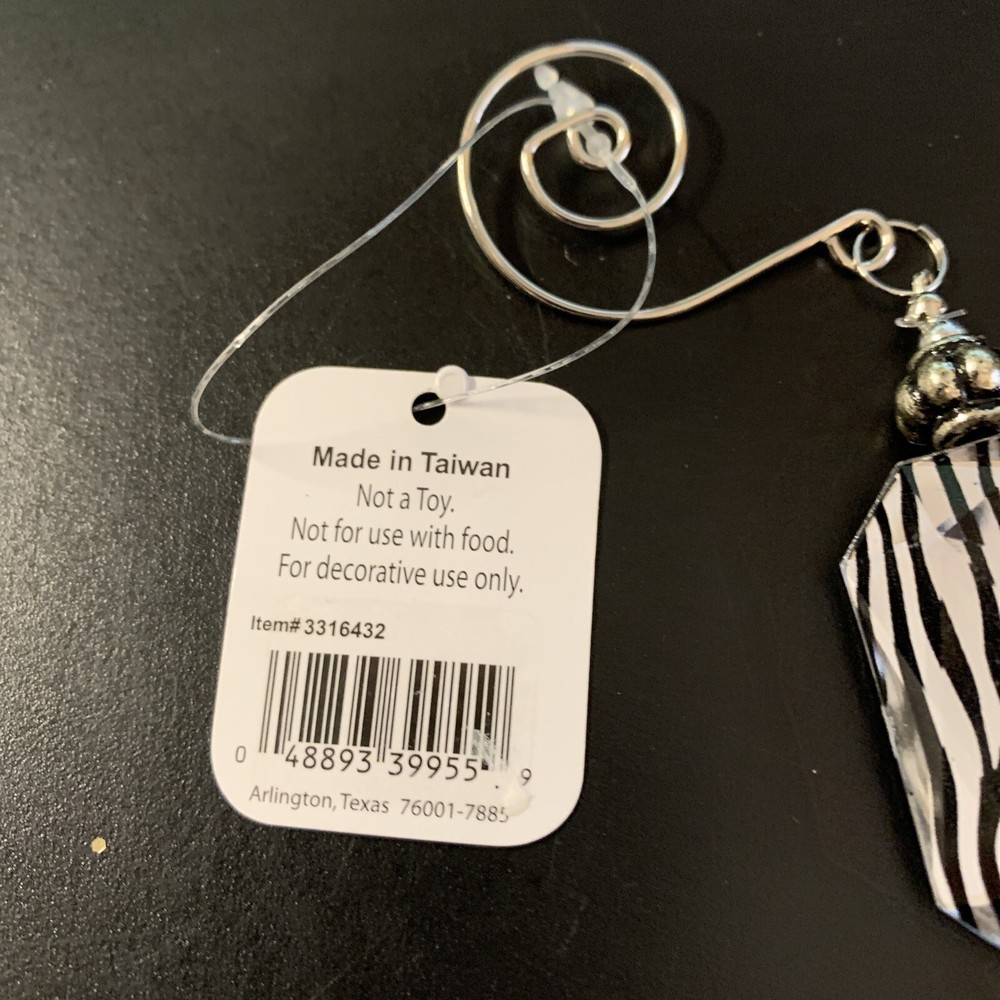 Made in Taiwan
Not a Toy.
Not for use with food.
For decorative use only.
Item# 3316432
0 48893 39955 9
Arlington, Texas 76001-7885